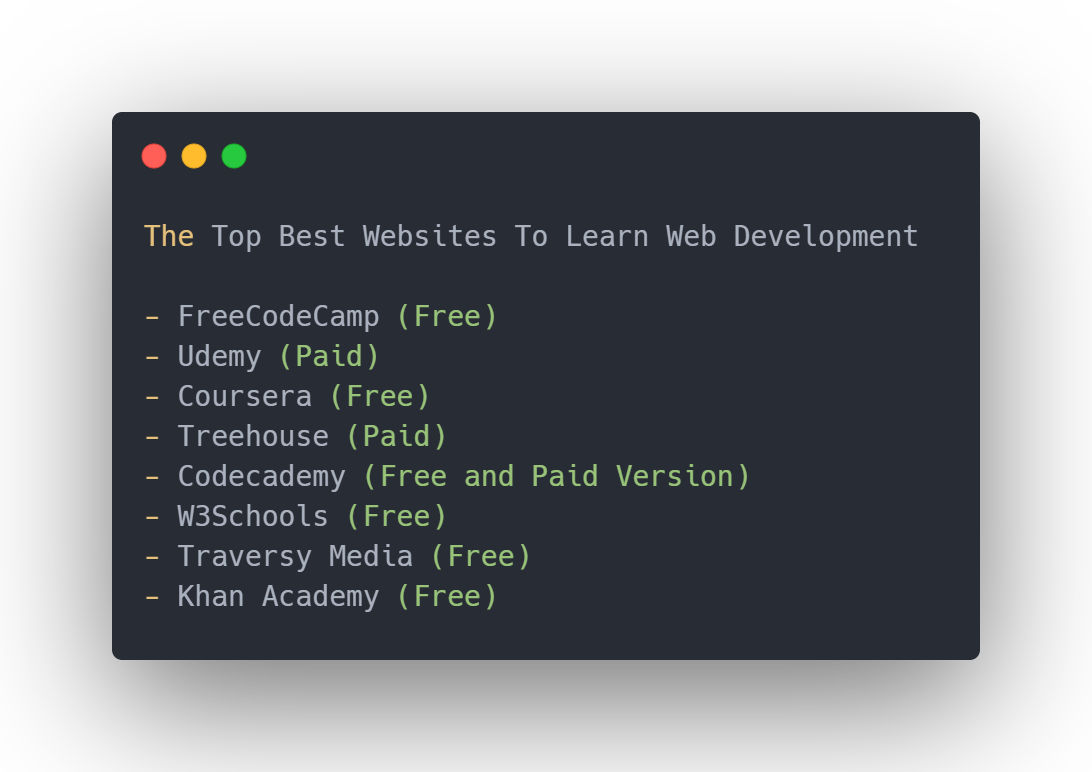 The Top Best Websites To Learn Web Development
- FreeCodeCamp (Free)
- Udemy (Paid)
- Coursera (Free)
- Treehouse (Paid)
- Codecademy (Free and Paid Version)
- W3Schools (Free)
- Traversy Media (Free)
- Khan Academy (Free)